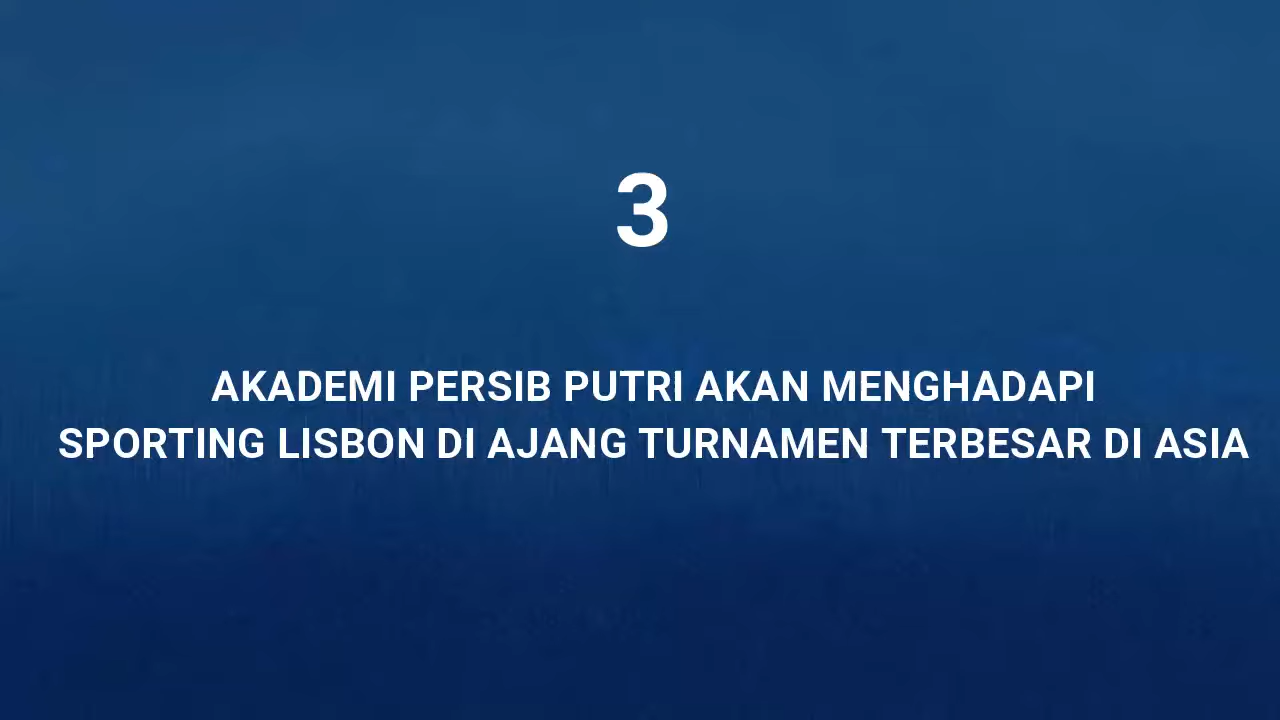 3
AKADEMI PERSIB PUTRI AKAN MENGHADAPI
SPORTING LISBON DI AJANG TURNAMEN TERBESAR DI ASIA